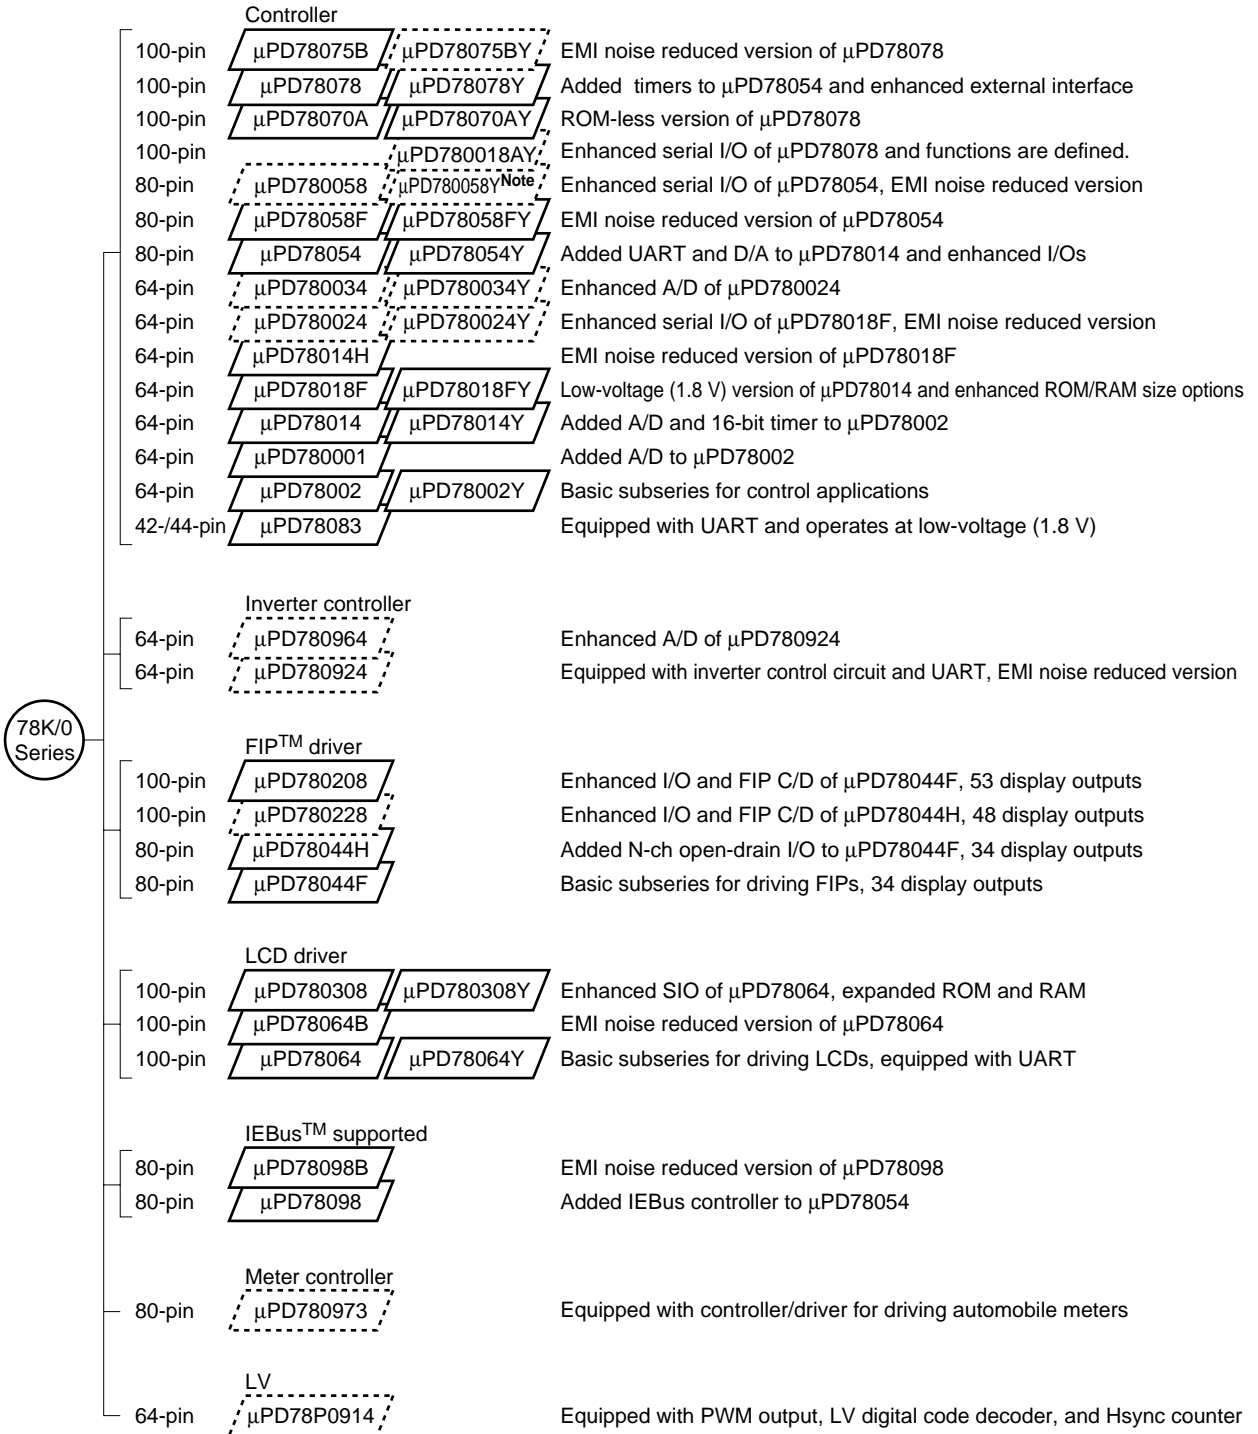 Controller
100-pin μPD78075B μPD78075BY EMI noise reduced version of μPD78078
100-pin μPD78078 μPD78078Y Added timers to μPD78054 and enhanced external interface
100-pin μPD78070A μPD78070AY ROM-less version of μPD78078
100-pin μPD780018AY Enhanced serial I/O of μPD78078 and functions are defined.
80-pin μPD780058 μPD780058YNote Enhanced serial I/O of μPD78054, EMI noise reduced version
80-pin μPD78058F μPD78058FY EMI noise reduced version of μPD78054
80-pin μPD78054 μPD78054Y Added UART and D/A to μPD78014 and enhanced I/Os
64-pin μPD780034 μPD780034Y Enhanced A/D of μPD780024
64-pin μPD780024 μPD780024Y Enhanced serial I/O of μPD78018F, EMI noise reduced version
64-pin μPD78014H EMI noise reduced version of μPD78018F
64-pin μPD78018F μPD78018FY Low-voltage (1.8 V) version of μPD78014 and enhanced ROM/RAM size options
64-pin μPD78014 μPD78014Y Added A/D and 16-bit timer to μPD78002
64-pin μPD780001 Added A/D to μPD78002
64-pin μPD78002 μPD78002Y Basic subseries for control applications
42-/44-pin μPD78083 Equipped with UART and operates at low-voltage (1.8 V)
Inverter controller
64-pin μPD780964 Enhanced A/D of μPD780924
64-pin μPD780924 Equipped with inverter control circuit and UART, EMI noise reduced version
78K/0
Series
FIP™ driver
100-pin μPD780208 Enhanced I/O and FIP C/D of μPD78044F, 53 display outputs
100-pin μPD780228 Enhanced I/O and FIP C/D of μPD78044H, 48 display outputs
80-pin μPD78044H Added N-ch open-drain I/O to μPD78044F, 34 display outputs
80-pin μPD78044F Basic subseries for driving FIPs, 34 display outputs
LCD driver
100-pin μPD780308 μPD780308Y Enhanced SIO of μPD78064, expanded ROM and RAM
100-pin μPD78064B EMI noise reduced version of μPD78064
100-pin μPD78064 μPD78064Y Basic subseries for driving LCDs, equipped with UART
IEBus™ supported
80-pin μPD78098B EMI noise reduced version of μPD78098
80-pin μPD78098 Added IEBus controller to μPD78054
Meter controller
80-pin μPD780973 Equipped with controller/driver for driving automobile meters
LV
64-pin μPD78P0914 Equipped with PWM output, LV digital code decoder, and Hsync counter